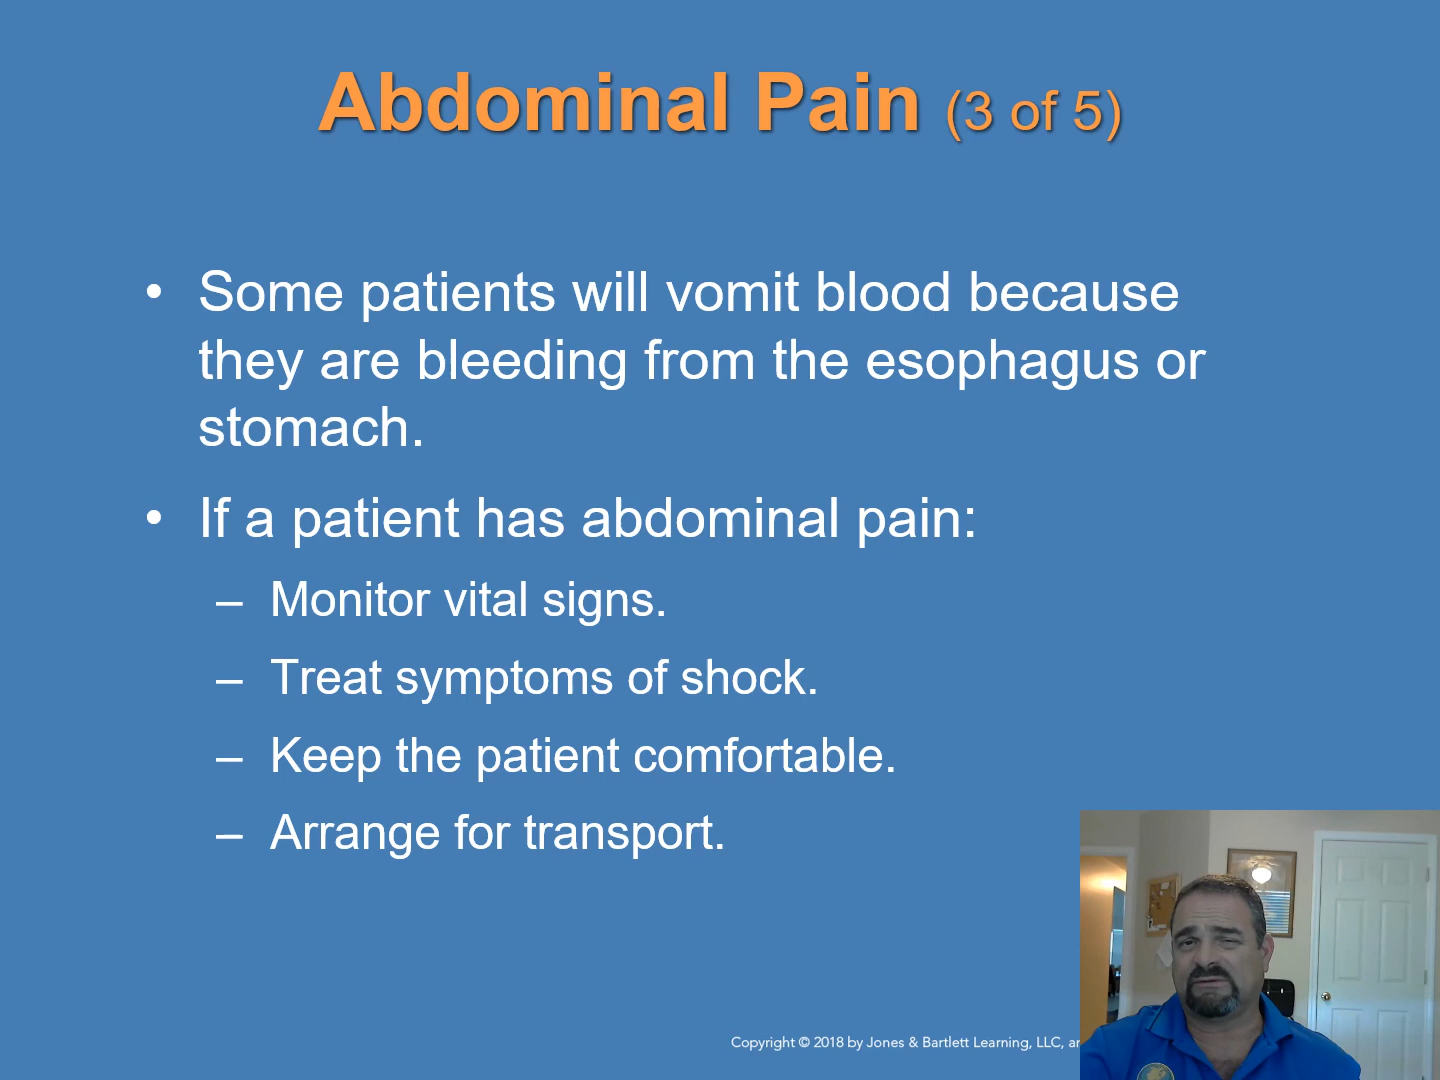 Abdominal Pain (3 of 5)
• Some patients will vomit blood because
they are bleeding from the esophagus or
stomach.
• If a patient has abdominal pain:
– Monitor vital signs.
– Treat symptoms of shock.
– Keep the patient comfortable.
– Arrange for transport.
Copyright © 2018 by Jones & Bartlett Learning, LLC,